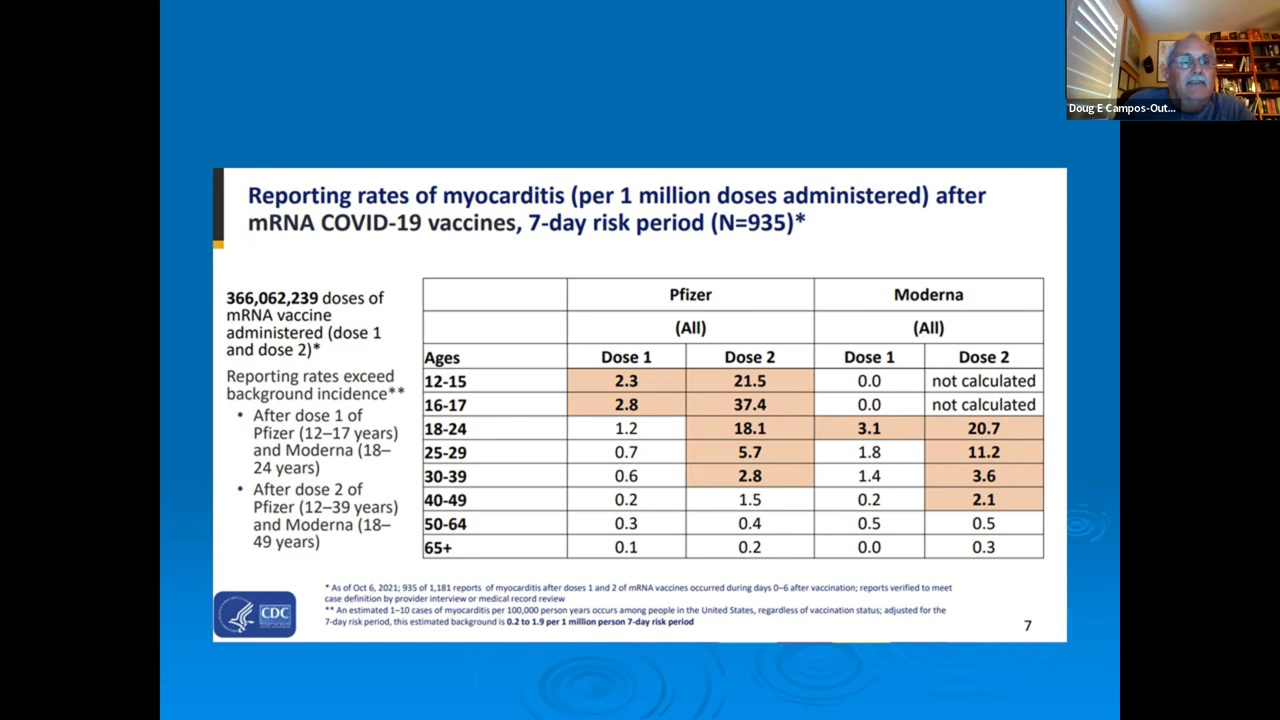 Doug E Campos-Out...
Reporting rates of myocarditis (per 1 million doses administered) after
mRNA COVID-19 vaccines, 7-day risk period (N=935)*
366,062,239 doses of
mRNA vaccine
administered (dose 1
and dose 2)*
Reporting rates exceed
background incidence**
• After dose 1 of
Pfizer (12–17 years)
and Moderna (18–
24 years)
• After dose 2 of
Pfizer (12–39 years)
and Moderna (18–
49 years)
Pfizer Moderna
(All) (All)
Ages Dose 1 Dose 2 Dose 1 Dose 2
12-15 2.3 21.5 0.0 not calculated
16-17 2.8 37.4 0.0 not calculated
18-24 1.2 18.1 3.1 20.7
25-29 0.7 5.7 1.8 11.2
30-39 0.6 2.8 1.4 3.6
40-49 0.2 1.5 0.2 2.1
50-64 0.3 0.4 0.5 0.5
65+ 0.1 0.2 0.0 0.3
* As of Oct 6, 2021; 935 of 1,181 reports of myocarditis after doses 1 and 2 of mRNA vaccines occurred during days 0–6 after vaccination; reports verified to meet
case definition by provider interview or medical record review
** An estimated 1–10 cases of myocarditis per 100,000 person years occurs among people in the United States, regardless of vaccination status; adjusted for the
7-day risk period, this estimated background is 0.2 to 1.9 per 1 million person 7-day risk period
CDC
7